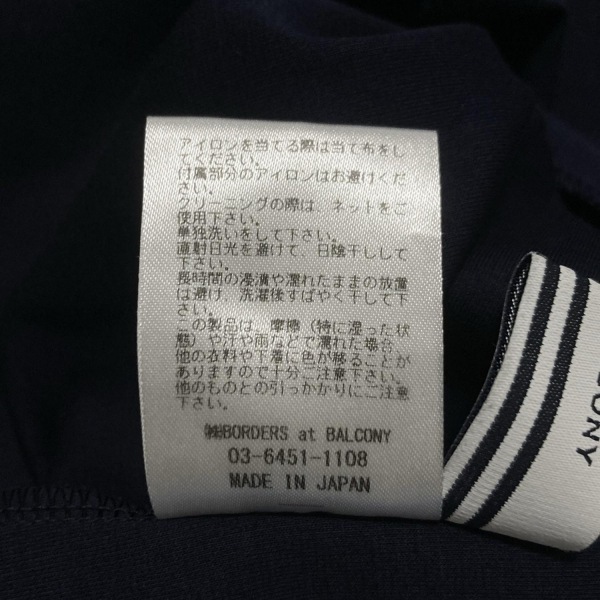 アイロンを当てる際は当て布をし
てください。
付属部分のアイロンはお避けくだ
さい。
クリーニングの際は、ネットをご
使用下さい。
単独洗いをして下さい。
直射日光を避けて、日陰干しして
下さい。
長時間の浸漬や濡れたままの放置
は避け、洗濯後すばやく干して下
さい。
この製品は、摩擦(特に湿った状
態)や汗や雨などで濡れた場合、
他の衣料や下着に色が移ることが
ありますので十分ご注意下さい。
他のものとの引っかかりにご注意
下さい。
㈱BORDERS at BALCONY
03-6451-1108
MADE IN JAPAN
CONY